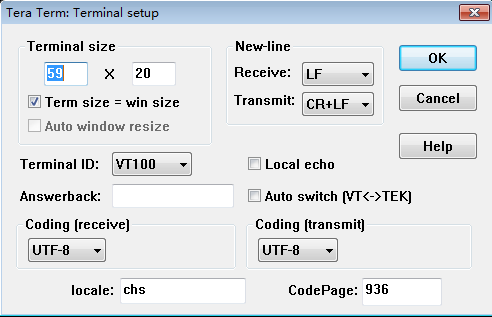 Tera Term: Terminal setup
Terminal size
59 X 20
Term size = win size
Auto window resize
New-line
Receive: LF
Transmit: CR+LF
OK
Cancel
Help
Terminal ID: VT100
Local echo
Answerback:
Auto switch (VT<->TEK)
Coding (receive)
UTF-8
Coding (transmit)
UTF-8
locale: chs
CodePage: 936